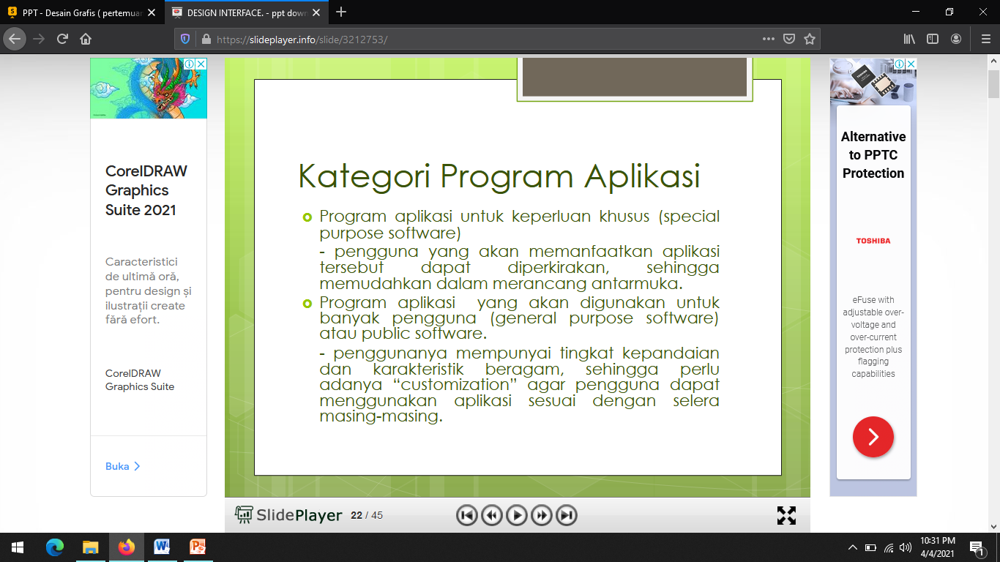 PPT - Desain Grafis ( pertemuan
DESIGN INTERFACE. - ppt down
https://slideplayer.info/slide/3212753/
CorelDRAW
Graphics
Suite 2021
Caracteristici
de ultimă oră,
pentru design și
ilustrații create
fără efort.
CorelDRAW
Graphics Suite
Buka
Kategori Program Aplikasi
Program aplikasi untuk keperluan khusus (special
purpose software)
- pengguna yang akan memanfaatkan aplikasi
tersebut dapat diperkirakan, sehingga
memudahkan dalam merancang antarmuka.
Program aplikasi yang akan digunakan untuk
banyak pengguna (general purpose software)
atau public software.
- penggunanya mempunyai tingkat kepandaian
dan karakteristik beragam, sehingga perlu
adanya “customization” agar pengguna dapat
menggunakan aplikasi sesuai dengan selera
masing-masing.
SlidePlayer
22 / 45
Alternative
to PPTC
Protection
TOSHIBA
eFuse with
adjustable over-
voltage and
over-current
protection plus
flagging
capabilities
10:31 PM
4/4/2021
1